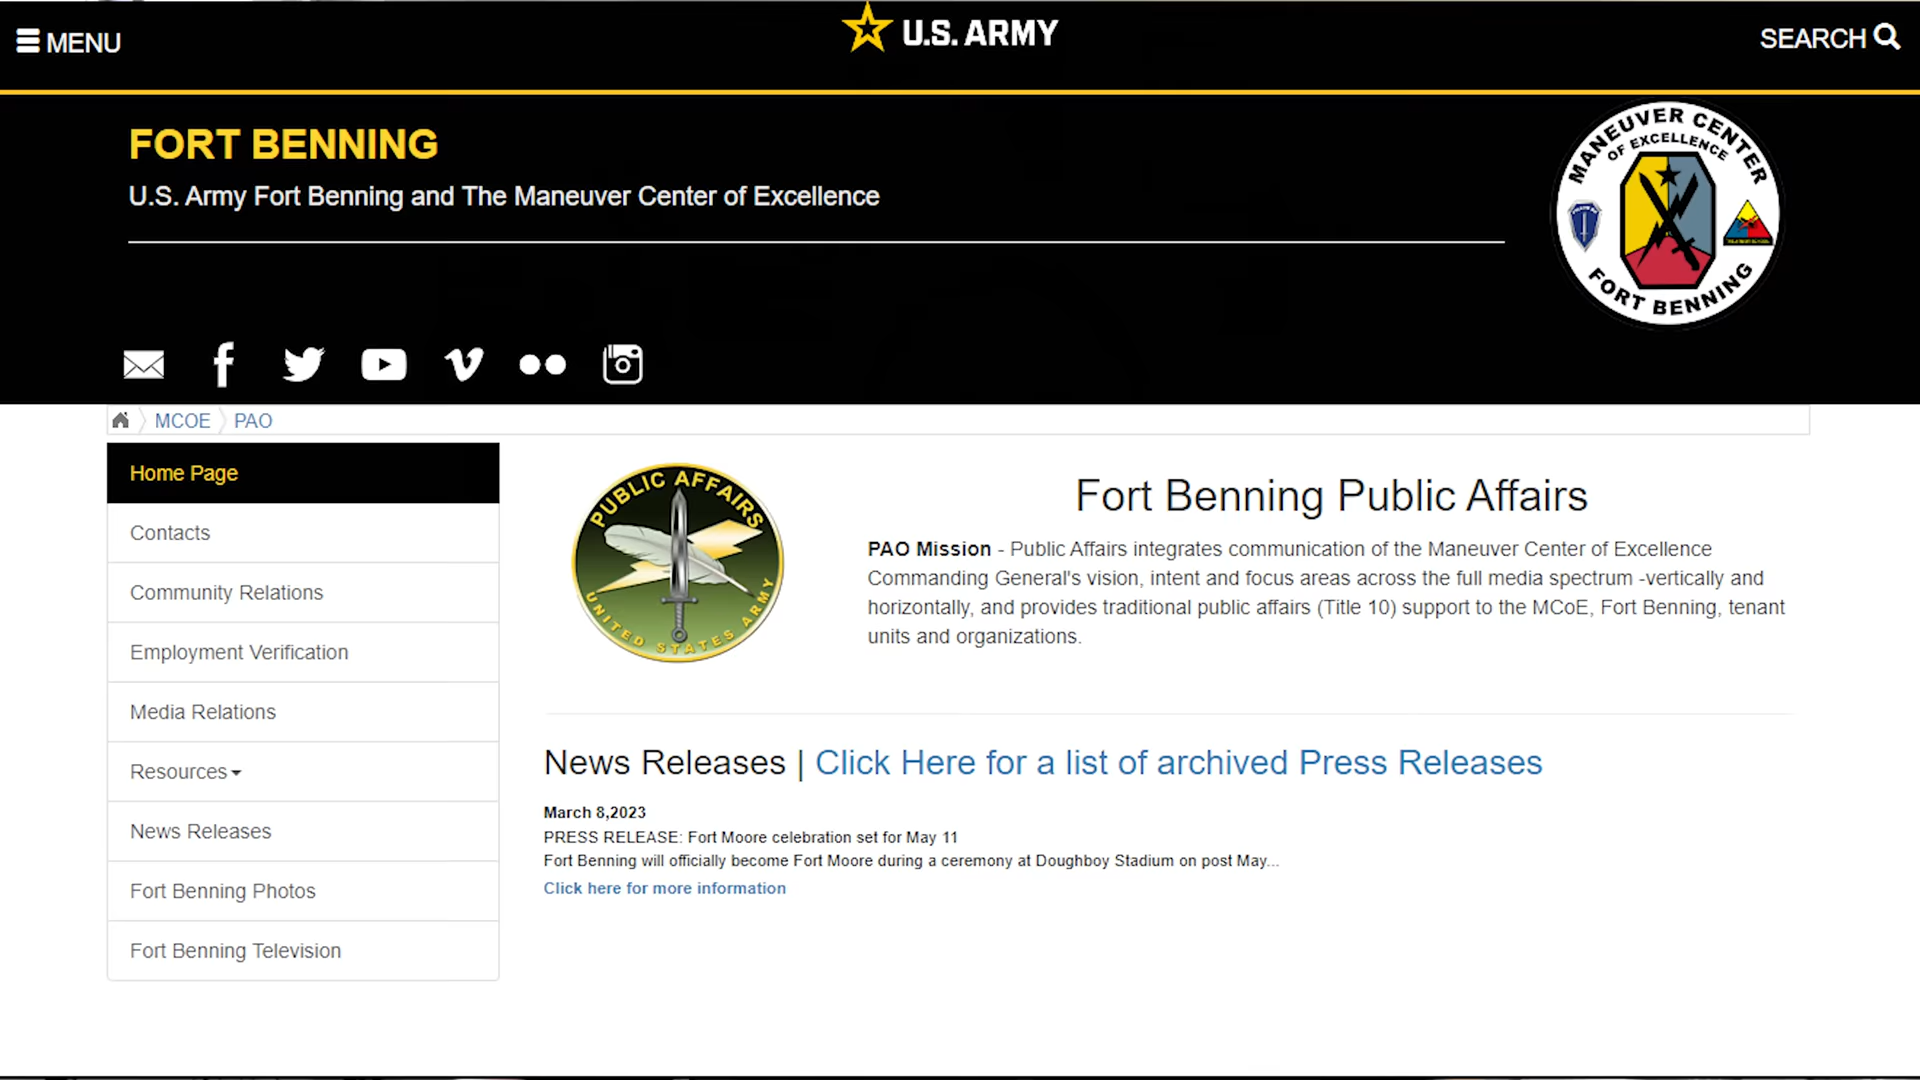 MENU
U.S. ARMY
SEARCH
FORT BENNING
U.S. Army Fort Benning and The Maneuver Center of Excellence
MANEUVER CENTER
OF EXCELLENCE
FORT BENNING
MCOE
PAO
Home Page
Contacts
Community Relations
Employment Verification
Media Relations
Resources
News Releases
Fort Benning Photos
Fort Benning Television
PUBLIC AFFAIRS
UNITED STATES ARMY
Fort Benning Public Affairs
PAO Mission - Public Affairs integrates communication of the Maneuver Center of Excellence
Commanding General's vision, intent and focus areas across the full media spectrum -vertically and
horizontally, and provides traditional public affairs (Title 10) support to the MCoE, Fort Benning, tenant
units and organizations.
News Releases | Click Here for a list of archived Press Releases
March 8,2023
PRESS RELEASE: Fort Moore celebration set for May 11
Fort Benning will officially become Fort Moore during a ceremony at Doughboy Stadium on post May...
Click here for more information